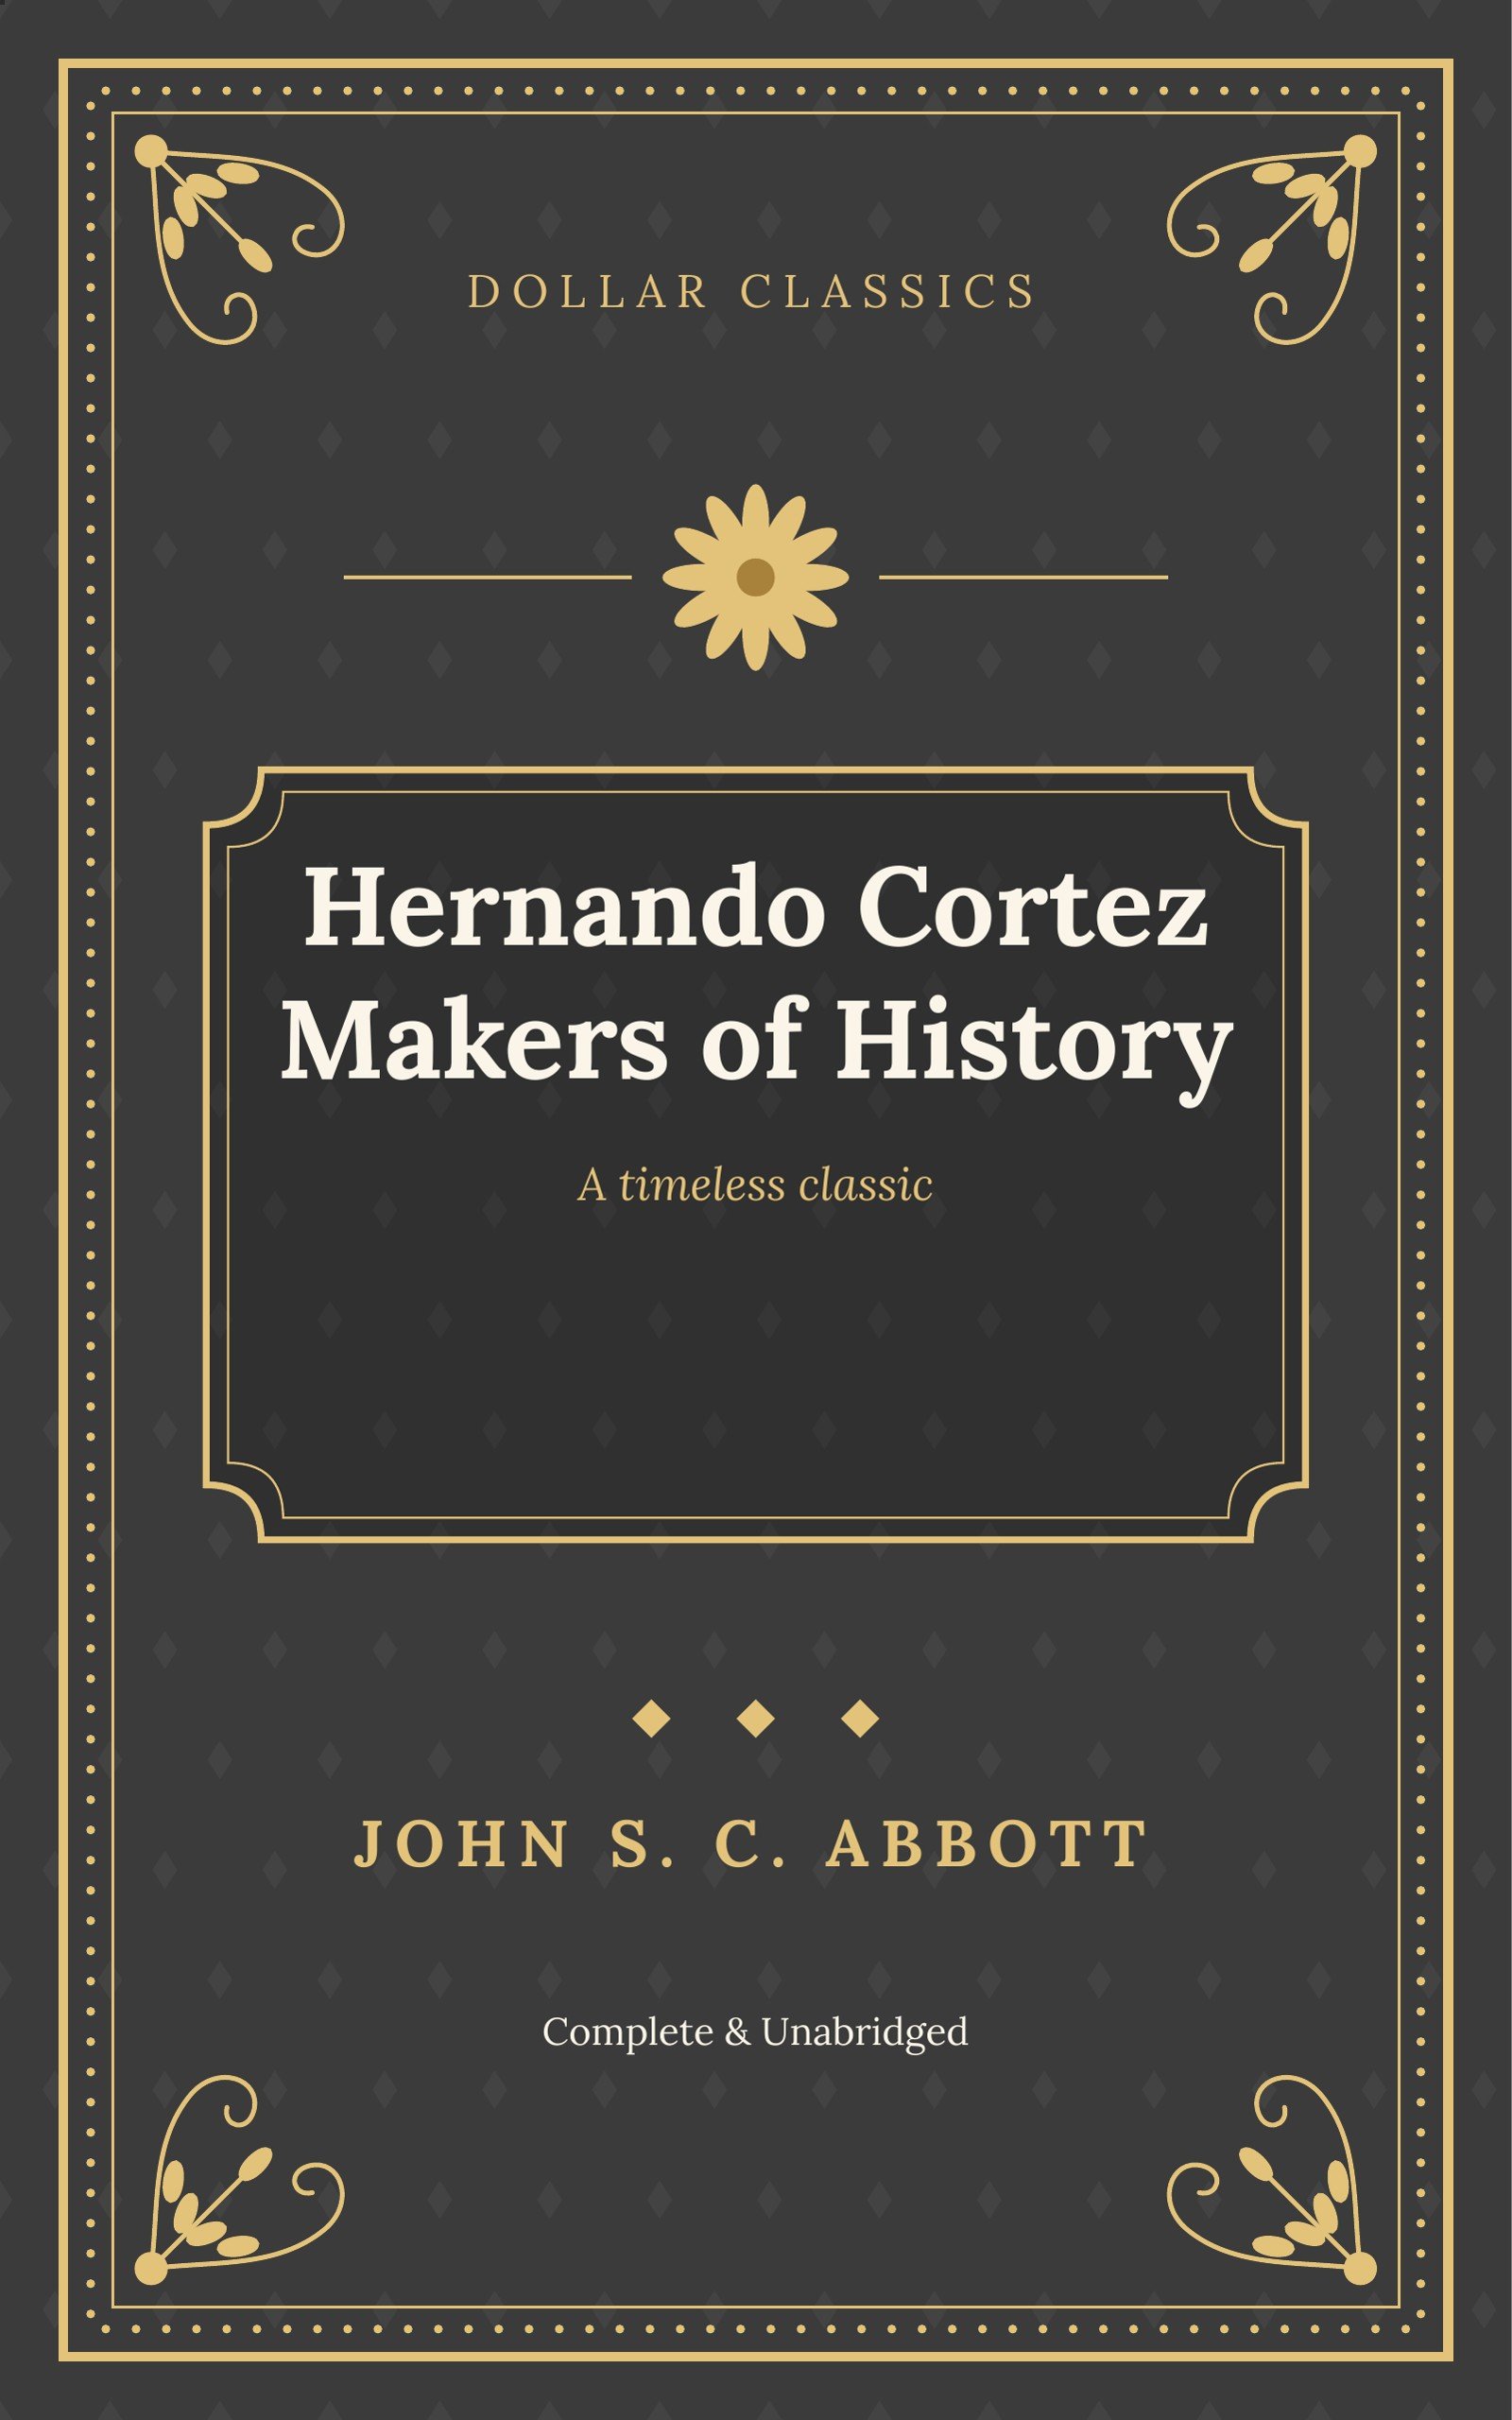 DOLLAR CLASSICS
Hernando Cortez
Makers of History
A timeless classic
JOHN S. C. ABBOTT
Complete & Unabridged